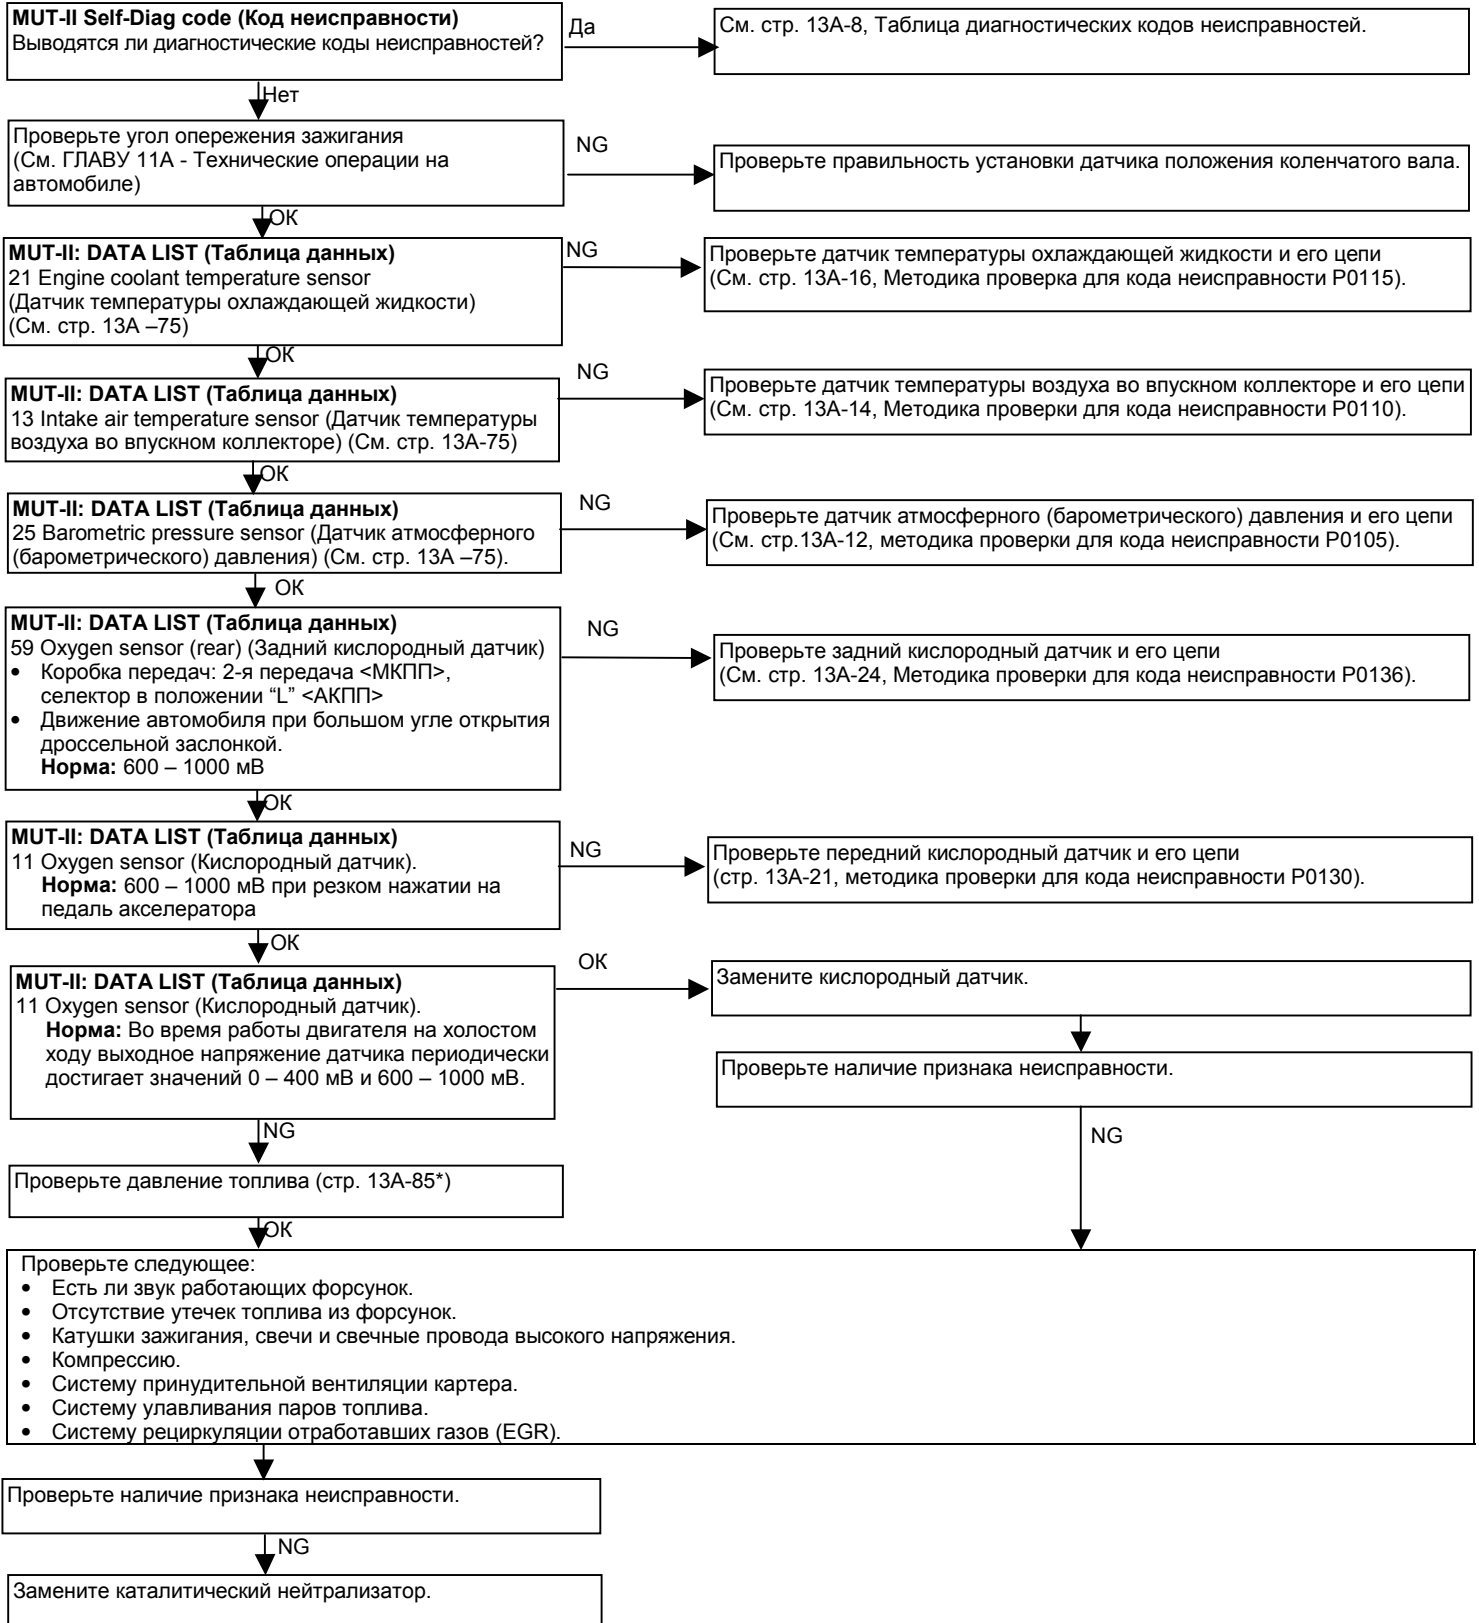 MUT-II Self-Diag code (Код неисправности)
Выводятся ли диагностические коды неисправностей?
Да
См. стр. 13А-8, Таблица диагностических кодов неисправностей.
Нет
Проверьте угол опережения зажигания
(См. ГЛАВУ 11А - Технические операции на
автомобиле)
NG
Проверьте правильность установки датчика положения коленчатого вала.
ОК
MUT-II: DATA LIST (Таблица данных)
21 Engine coolant temperature sensor
(Датчик температуры охлаждающей жидкости)
(См. стр. 13А –75)
NG
Проверьте датчик температуры охлаждающей жидкости и его цепи
(См. стр. 13А-16, Методика проверка для кода неисправности Р0115).
ОК
MUT-II: DATA LIST (Таблица данных)
13 Intake air temperature sensor (Датчик температуры
воздуха во впускном коллекторе) (См. стр. 13А-75)
NG
Проверьте датчик температуры воздуха во впускном коллекторе и его цепи
(См. стр. 13А-14, Методика проверки для кода неисправности Р0110).
ОК
MUT-II: DATA LIST (Таблица данных)
25 Barometric pressure sensor (Датчик атмосферного
(барометрического) давления) (См. стр. 13А –75).
NG
Проверьте датчик атмосферного (барометрического) давления и его цепи
(См. стр.13А-12, методика проверки для кода неисправности Р0105).
ОК
MUT-II: DATA LIST (Таблица данных)
59 Oxygen sensor (rear) (Задний кислородный датчик)
• Коробка передач: 2-я передача <МКПП>,
селектор в положении “L” <АКПП>
• Движение автомобиля при большом угле открытия
дроссельной заслонкой.
Норма: 600 – 1000 мВ
NG
Проверьте задний кислородный датчик и его цепи
(См. стр. 13А-24, Методика проверки для кода неисправности Р0136).
ОК
MUT-II: DATA LIST (Таблица данных)
11 Oxygen sensor (Кислородный датчик).
Норма: 600 – 1000 мВ при резком нажатии на
педаль акселератора
NG
Проверьте передний кислородный датчик и его цепи
(стр. 13А-21, методика проверки для кода неисправности Р0130).
ОК
MUT-II: DATA LIST (Таблица данных)
11 Oxygen sensor (Кислородный датчик).
Норма: Во время работы двигателя на холостом
ходу выходное напряжение датчика периодически
достигает значений 0 – 400 мВ и 600 – 1000 мВ.
ОК
Замените кислородный датчик.
Проверьте наличие признака неисправности.
NG
NG
Проверьте давление топлива (стр. 13А-85*)
ОК
Проверьте следующее:
• Есть ли звук работающих форсунок.
• Отсутствие утечек топлива из форсунок.
• Катушки зажигания, свечи и свечные провода высокого напряжения.
• Компрессию.
• Систему принудительной вентиляции картера.
• Систему улавливания паров топлива.
• Систему рециркуляции отработавших газов (EGR).
Проверьте наличие признака неисправности.
NG
Замените каталитический нейтрализатор.